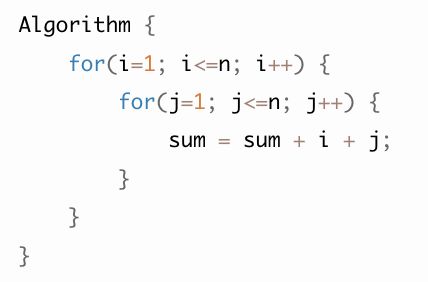 Algorithm {
    for(i=1; i<=n; i++) {
        for(j=1; j<=n; j++) {
            sum = sum + i + j;
        }
    }
}